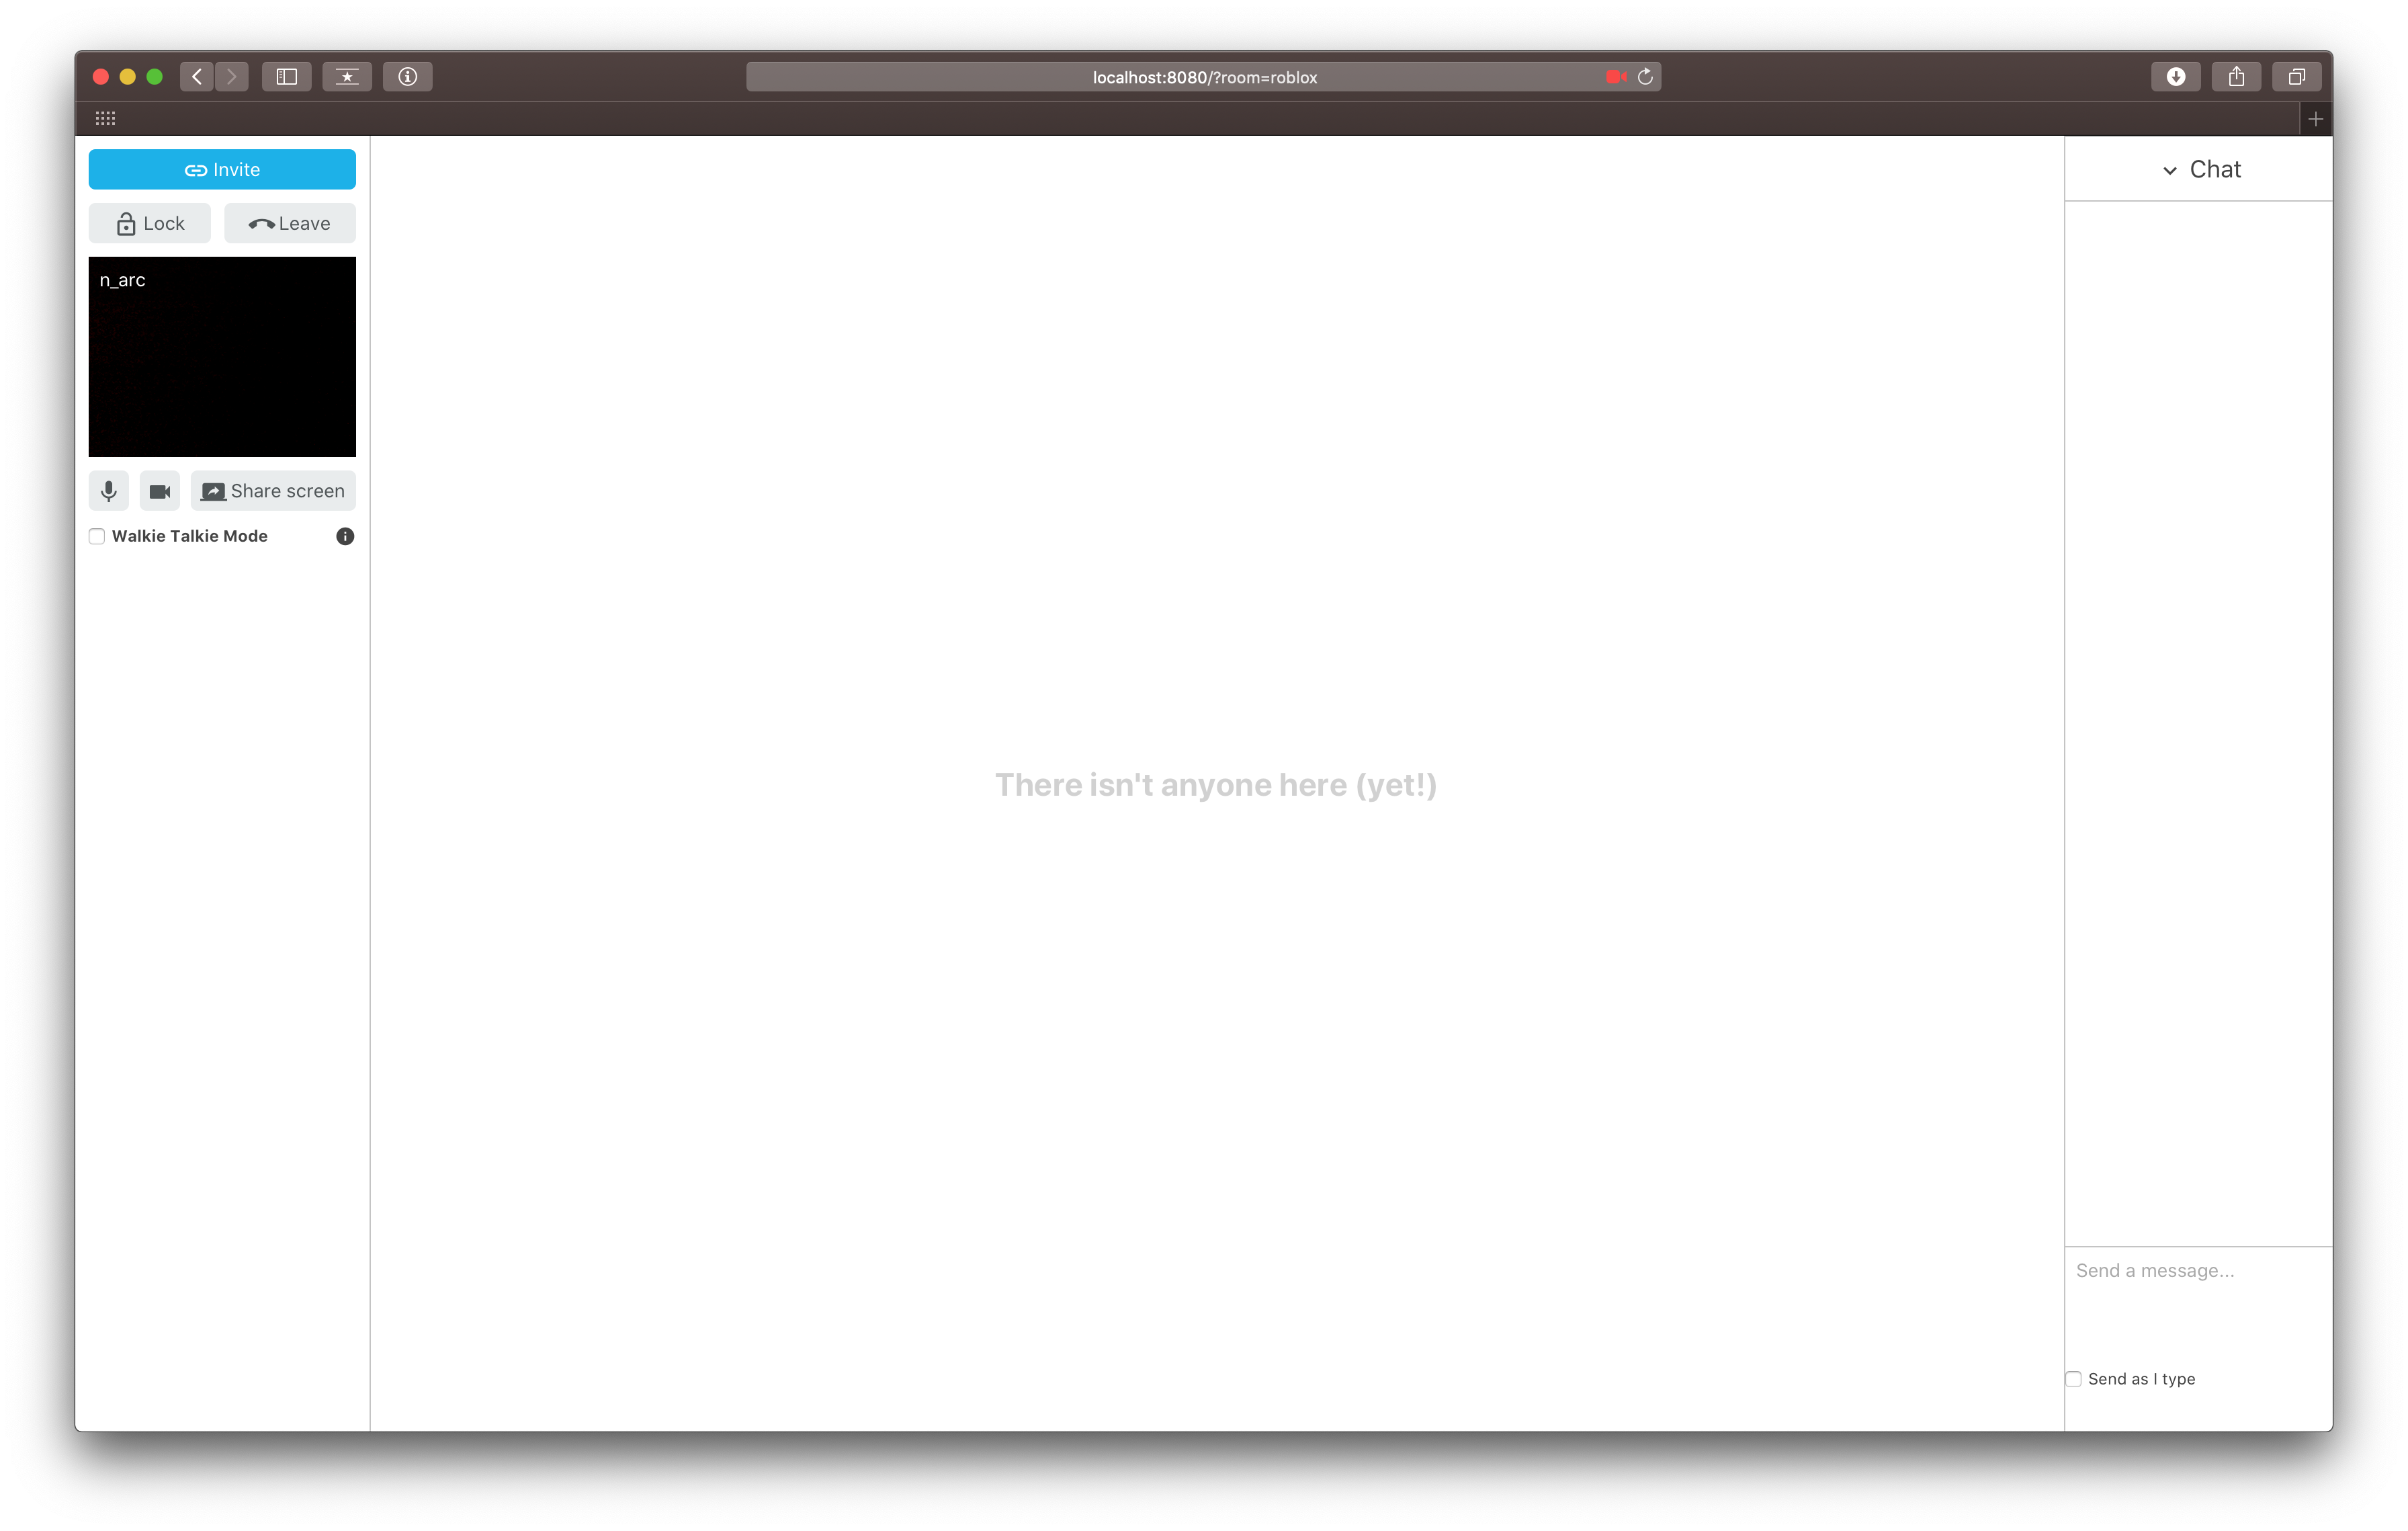 localhost:8080/?room=roblox
Invite
Lock
Leave
n_arc
Share screen
Walkie Talkie Mode
There isn't anyone here (yet!)
Chat
Send a message...
Send as I type